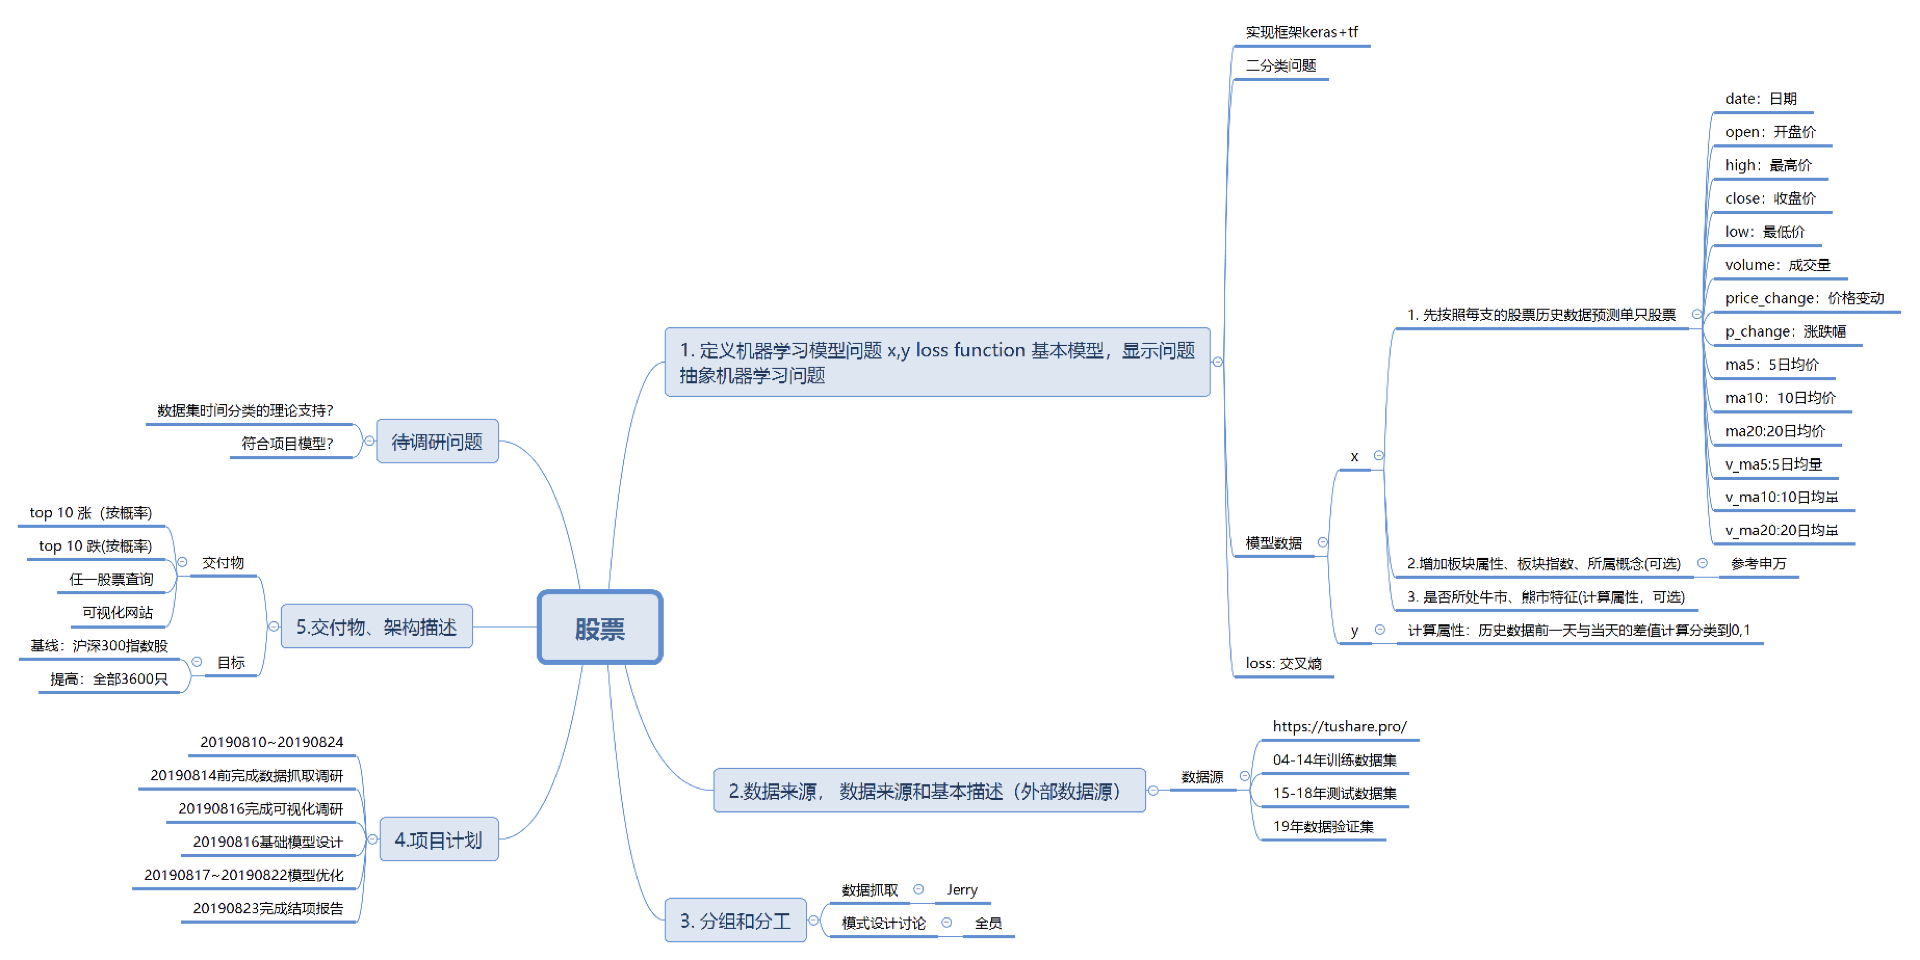 股票
1. 定义机器学习模型问题 x,y loss function 基本模型，显示问题
抽象机器学习问题
实现框架keras+tf
二分类问题
模型数据
x
1. 先按照每支的股票历史数据预测单只股票
date：日期
open：开盘价
high：最高价
close：收盘价
low：最低价
volume：成交量
price_change：价格变动
p_change：涨跌幅
ma5：5日均价
ma10：10日均价
ma20:20日均价
v_ma5:5日均量
v_ma10:10日均量
v_ma20:20日均量
2.增加板块属性、板块指数、所属概念(可选)
参考申万
3. 是否所处牛市、熊市特征(计算属性，可选)
y
计算属性：历史数据前一天与当天的差值计算分类到0,1
loss: 交叉熵
2.数据来源， 数据来源和基本描述（外部数据源）
数据源
https://tushare.pro/
04-14年训练数据集
15-18年测试数据集
19年数据验证集
3. 分组和分工
数据抓取
Jerry
模式设计讨论
全员
4.项目计划
20190810~20190824
20190814前完成数据抓取调研
20190816完成可视化调研
20190816基础模型设计
20190817~20190822模型优化
20190823完成结项报告
5.交付物、架构描述
交付物
top 10 涨（按概率)
top 10 跌(按概率)
任一股票查询
可视化网站
目标
基线：沪深300指数股
提高：全部3600只
待调研问题
数据集时间分类的理论支持？
符合项目模型？